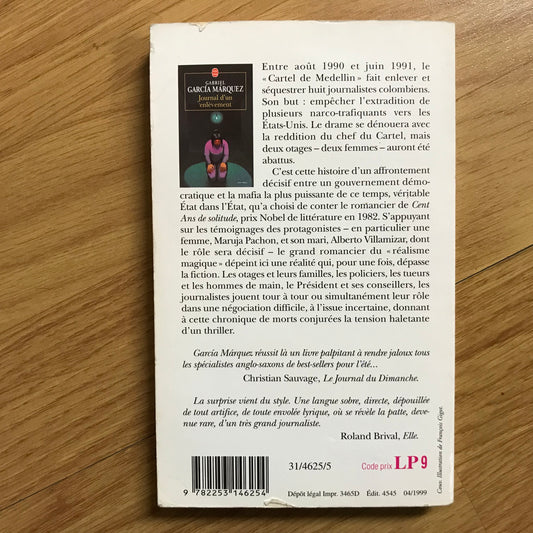 GABRIEL
GARCÍA MÁRQUEZ
Journal d'un
enlèvement
Entre août 1990 et juin 1991, le
« Cartel de Medellin » fait enlever et
séquestrer huit journalistes colombiens.
Son but : empêcher l'extradition de
plusieurs narco-trafiquants vers les
États-Unis. Le drame se dénouera avec
la reddition du chef du Cartel, mais
deux otages – deux femmes – auront été
abattus.
C'est cette histoire d'un affrontement
décisif entre un gouvernement démo-
cratique et la mafia la plus puissante de ce temps, véritable
État dans l'État, qu'a choisi de conter le romancier de Cent
Ans de solitude, prix Nobel de littérature en 1982. S'appuyant
sur les témoignages des protagonistes – en particulier une
femme, Maruja Pachon, et son mari, Alberto Villamizar, dont
le rôle sera décisif – le grand romancier du « réalisme
magique » dépeint ici une réalité qui, pour une fois, dépasse
la fiction. Les otages et leurs familles, les policiers, les tueurs
et les hommes de main, le Président et ses conseillers, les
journalistes jouent tour à tour ou simultanément leur rôle
dans une négociation difficile, à l'issue incertaine, donnant
à cette chronique de morts conjurées la tension haletante
d'un thriller.
García Márquez réussit là un livre palpitant à rendre jaloux tous
les spécialistes anglo-saxons de best-sellers pour l'été...
Christian Sauvage, Le Journal du Dimanche.
La surprise vient du style. Une langue sobre, directe, dépouillée
de tout artifice, de toute envolée lyrique, où se révèle la patte, deve-
nue rare, d'un très grand journaliste.
Roland Brival, Elle.
Couv. Illustration de François Gigot.
31/4625/5
Code prix LP 9
9 782253 146254
Dépôt légal Impr. 3465D Édit. 4545 04/1999